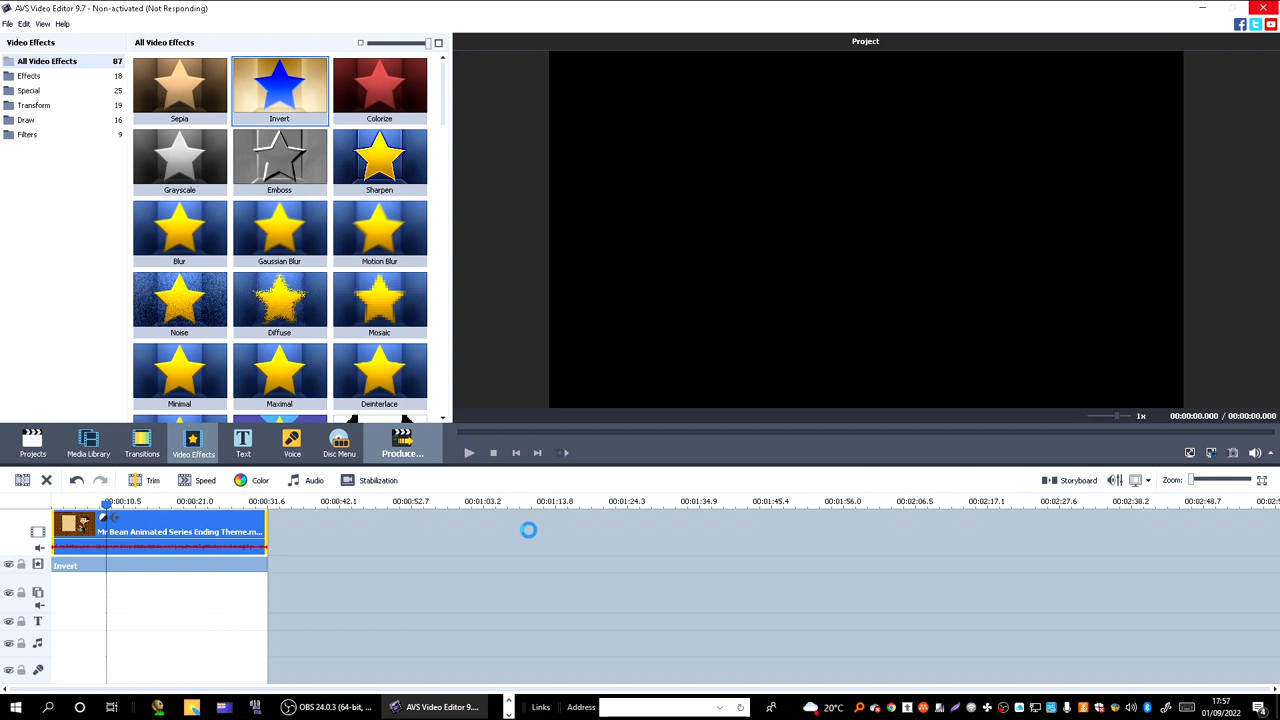 AVS Video Editor 9.7 - Non-activated (Not Responding)
File Edit View Help
Video Effects
All Video Effects 87
Effects 18
Special 25
Transform 19
Draw 16
Filters 9
All Video Effects
Sepia Invert Colorize
Grayscale Emboss Sharpen
Blur Gaussian Blur Motion Blur
Noise Diffuse Mosaic
Minimal Maximal Deinterlace
Project
1x 00:00:00.000 / 00:00:00.000
Projects Media Library Transitions Video Effects Text Voice Disc Menu Produce...
Trim Speed Color Audio Stabilization Storyboard Zoom:
00:00:10.5 00:00:21.0 00:00:31.6 00:00:42.1 00:00:52.7 00:01:03.2 00:01:13.8 00:01:24.3 00:01:34.9 00:01:45.4 00:01:56.0 00:02:06.5 00:02:17.1 00:02:27.6 00:02:38.2 00:02:48.7 00:02:5
Mr Bean Animated Series Ending Theme.m...
Invert
T
OBS 24.0.3 (64-bit, ... AVS Video Editor 9.... Links Address 20°C 17:57
01/09/2022
4